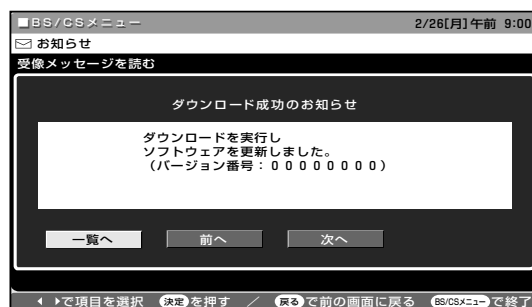 ■BS/CSメニュー 2/26[月]午前 9:00
お知らせ
受像メッセージを読む
ダウンロード成功のお知らせ
ダウンロードを実行し
ソフトウェアを更新しました。
(バージョン番号:00000000)
一覧へ 前へ 次へ
で項目を選択 決定を押す / 戻るで前の画面に戻る BS/CSメニューで終了